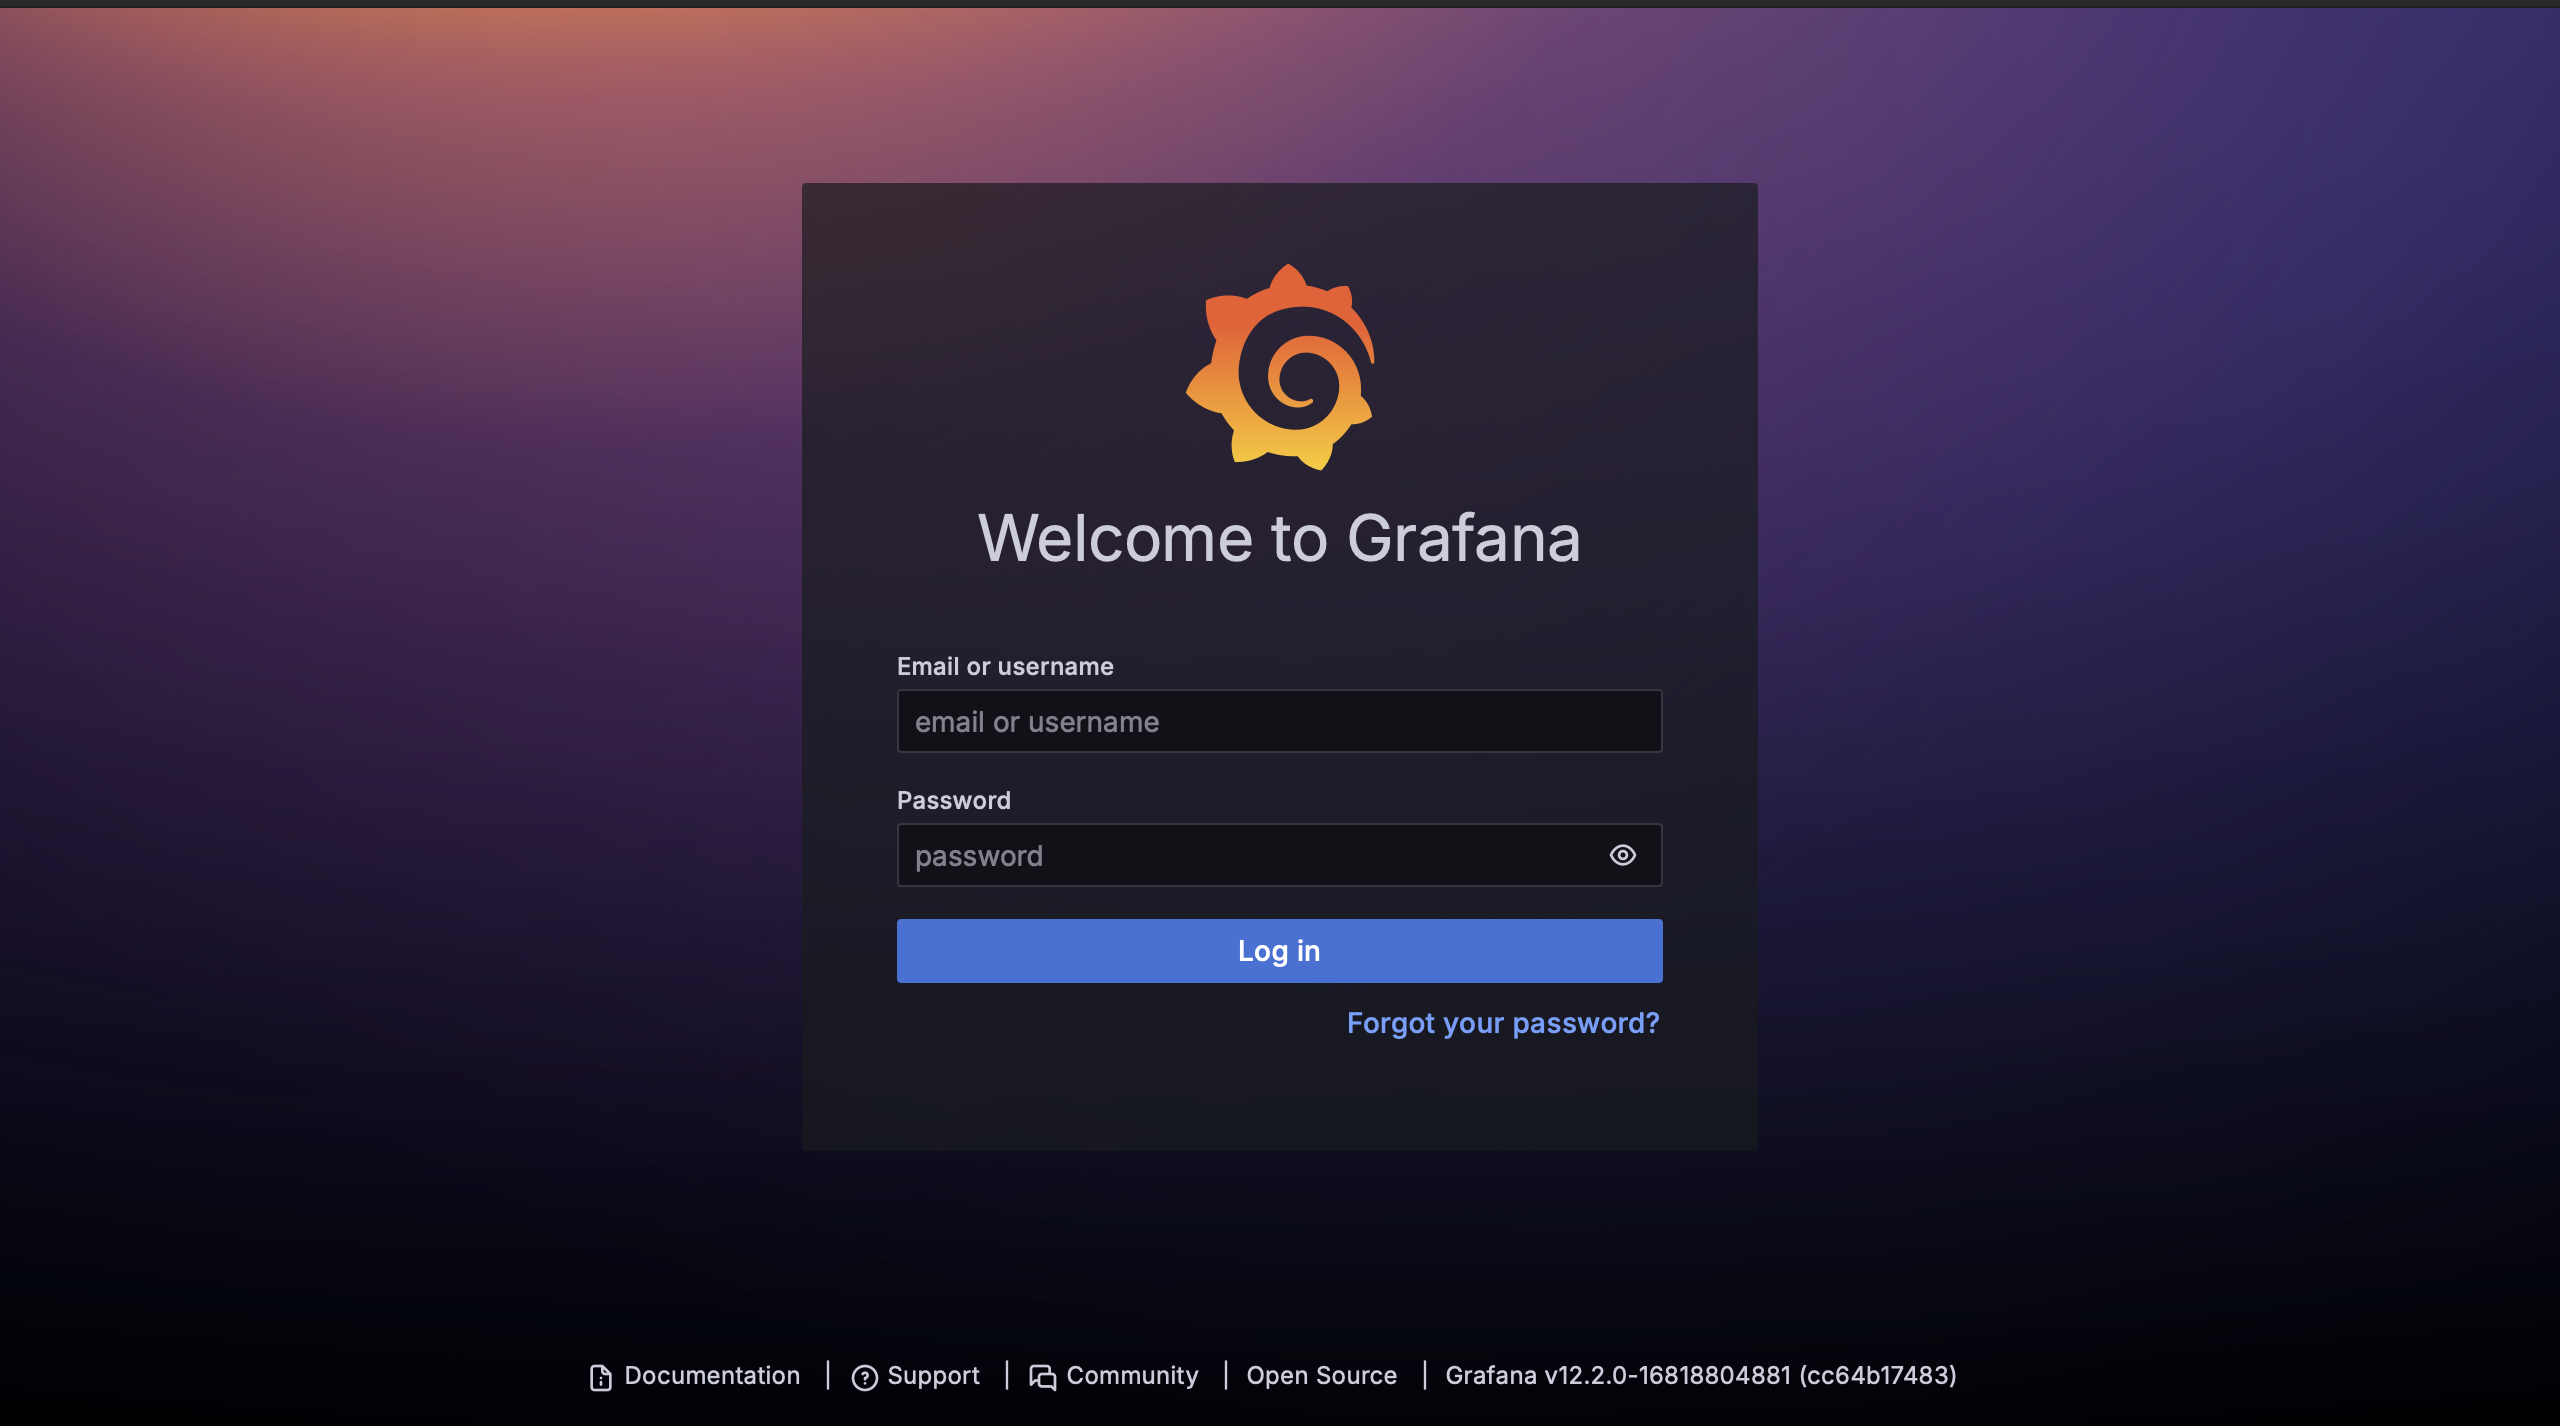 Welcome to Grafana
Email or username
email or username
Password
password
Log in
Forgot your password?
Documentation | Support | Community | Open Source | Grafana v12.2.0-16818804881 (cc64b17483)